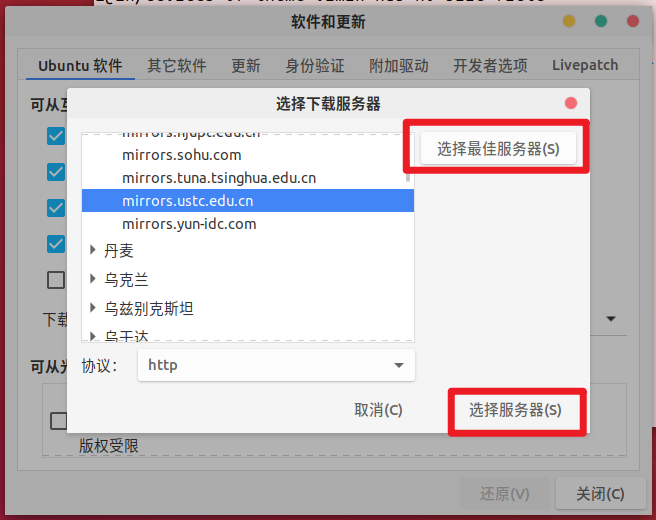 软件和更新
Ubuntu 软件 其它软件 更新 身份验证 附加驱动 开发者选项 Livepatch
可从互
选择下载服务器
mirrors.njupt.edu.cn
选择最佳服务器(S)
mirrors.sohu.com
mirrors.tuna.tsinghua.edu.cn
mirrors.ustc.edu.cn
mirrors.yun-idc.com
丹麦
乌克兰
乌兹别克斯坦
乌干达
下载
协议： http
可从光
取消(C) 选择服务器(S)
版权受限
还原(V) 关闭(C)